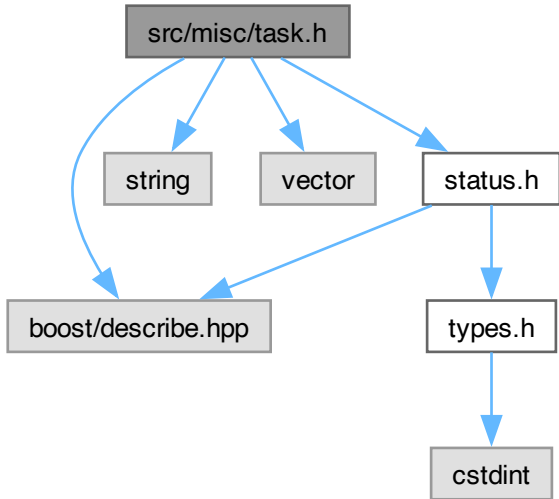 src/misc/task.h
string
vector
status.h
boost/describe.hpp
types.h
cstdint